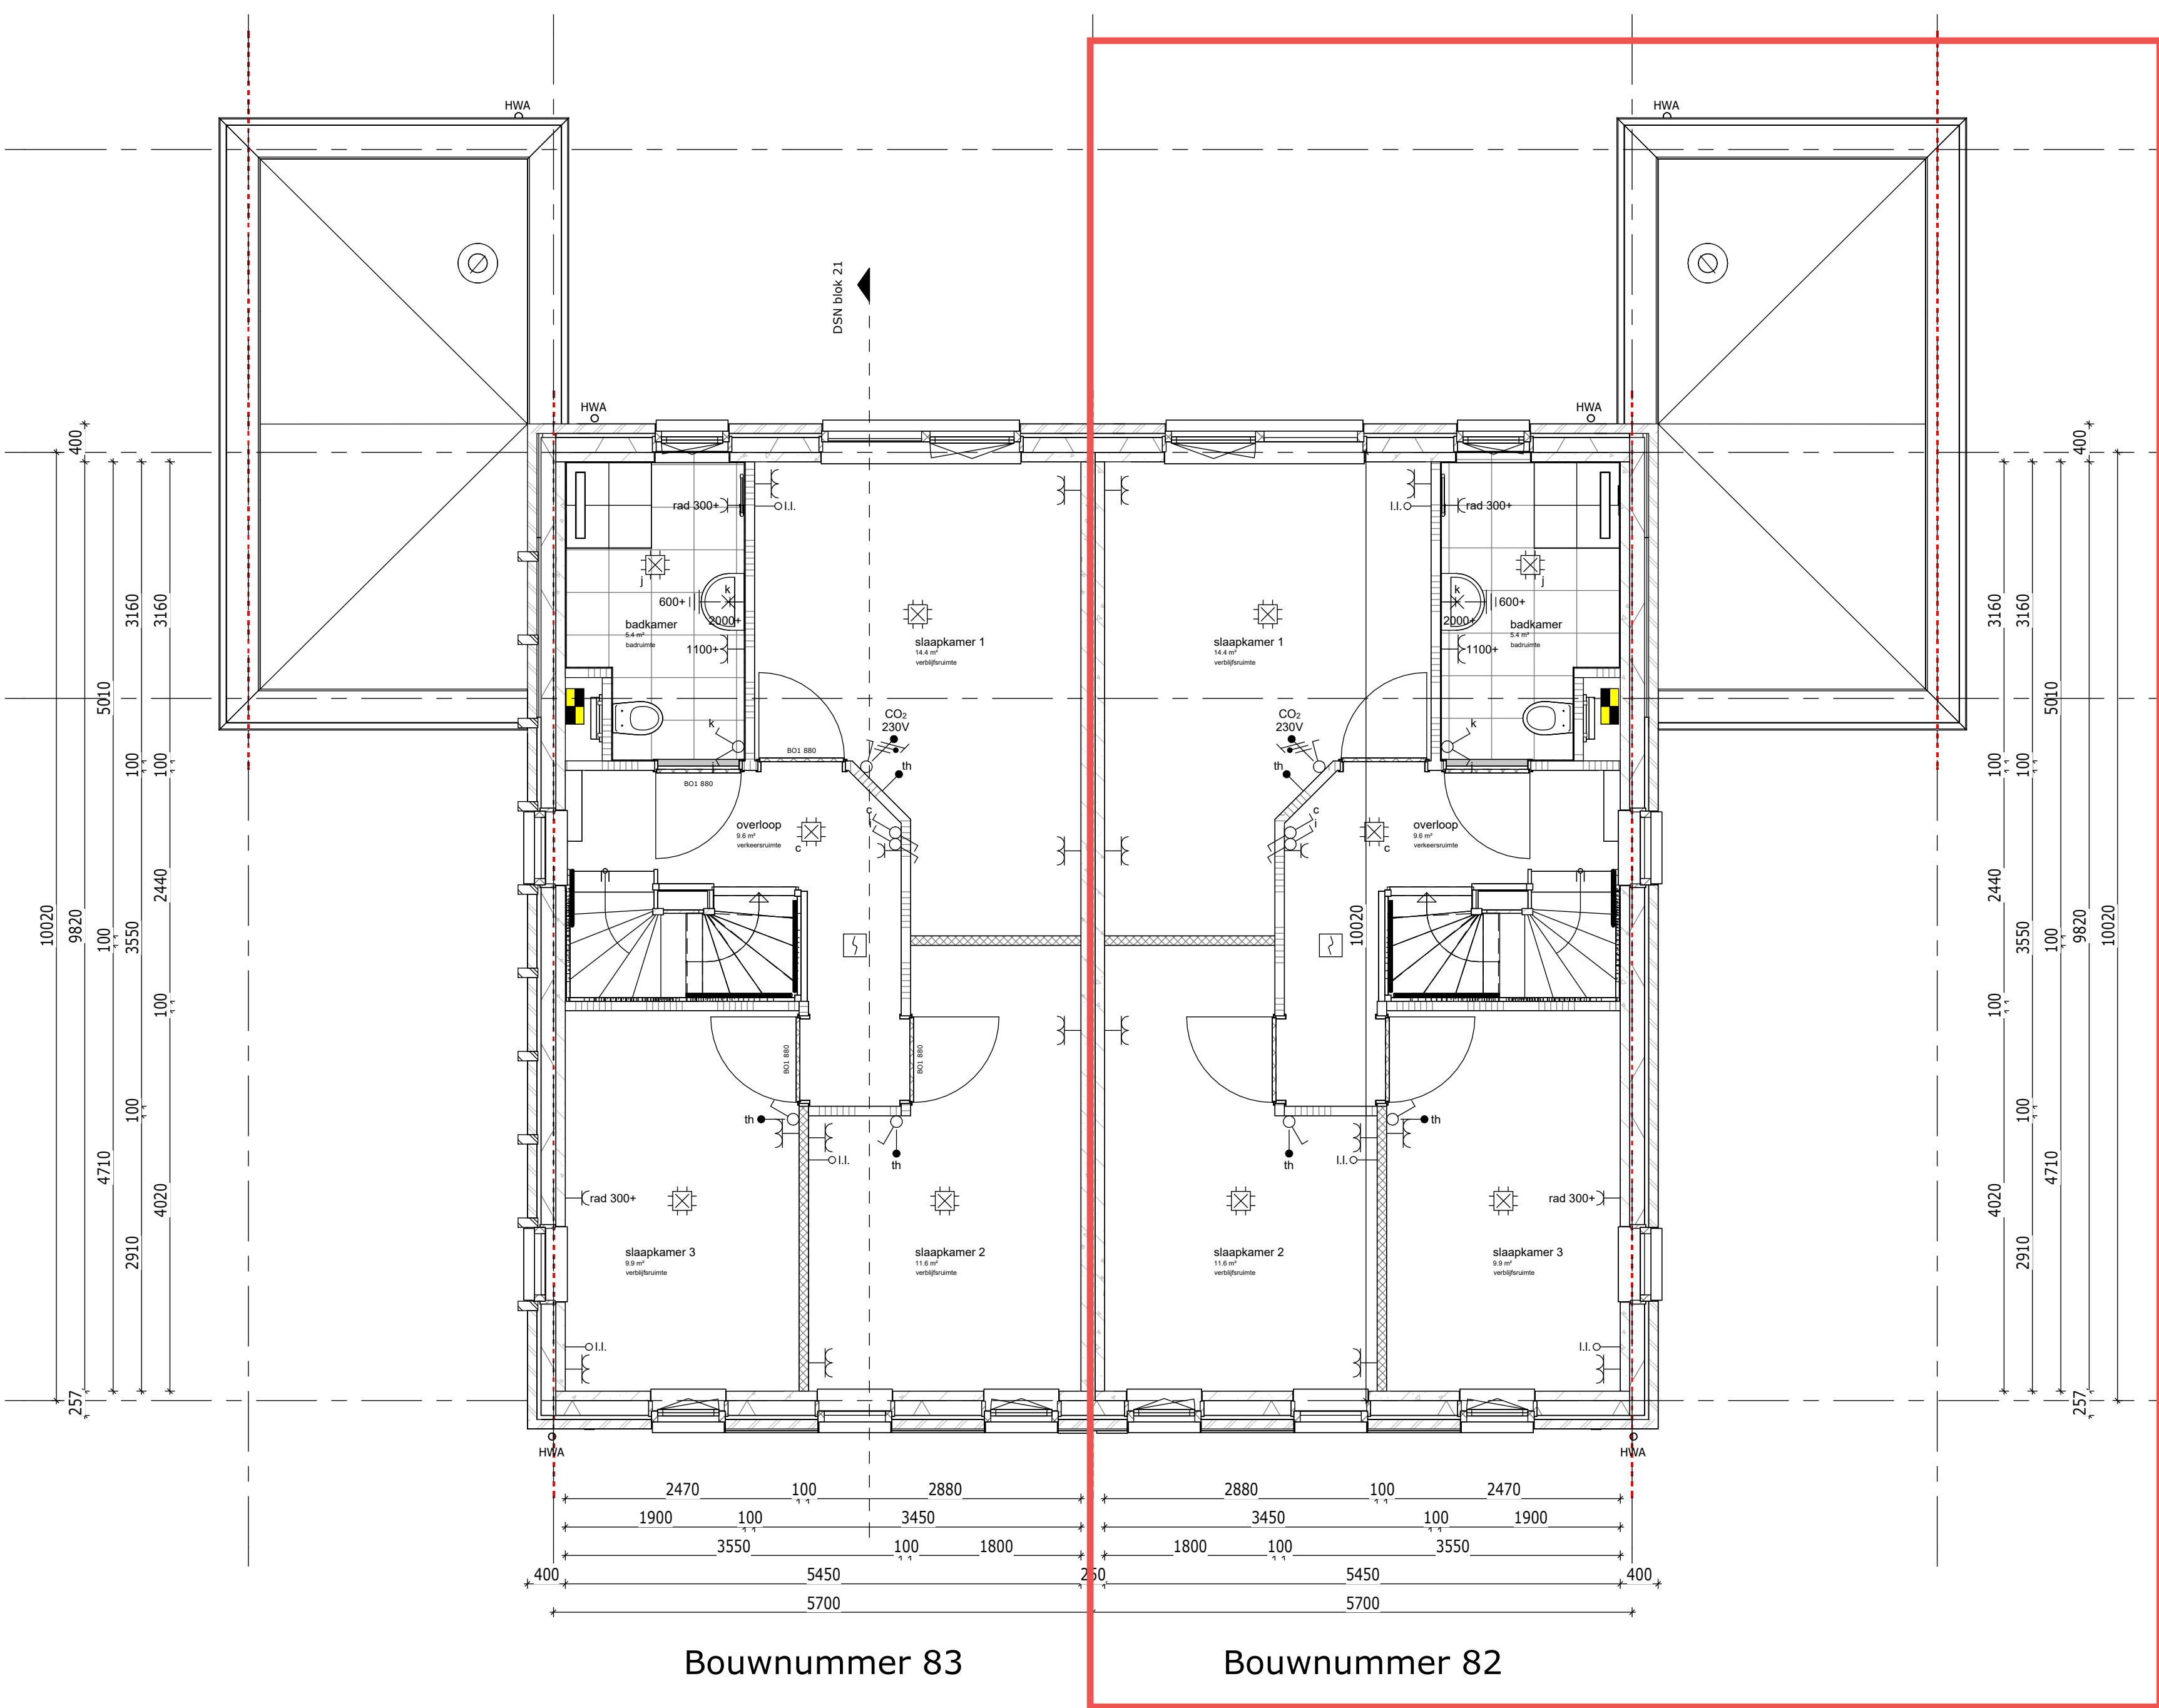 HWA
HWA
DSN blok 21
HWA
HWA
400
400
rad 300+
l.l.
l.l.
rad 300+
j
j
3160
3160
3160
3160
600+
k
2000+
k
2000+
600+
badkamer
5.4 m²
badruimte
1100+
slaapkamer 1
14.4 m²
verblijfsruimte
slaapkamer 1
14.4 m²
verblijfsruimte
1100+
badkamer
5.4 m²
badruimte
5010
5010
k
CO₂
230V
CO₂
230V
k
100
100
j
BO1 880
th
th
j
100
100
BO1 880
overloop
9.6 m²
verkeersruimte
c
c
j
c
j
c
overloop
9.6 m²
verkeersruimte
10020
9820
100
3550
2440
10020
2440
3550
100
9820
10020
100
100
BO1 880
BO1 880
100
100
th
th
th
th
l.l.
l.l.
4710
4020
4020
4710
rad 300+
rad 300+
2910
2910
slaapkamer 3
9.9 m²
verblijfsruimte
slaapkamer 2
11.6 m²
verblijfsruimte
slaapkamer 2
11.6 m²
verblijfsruimte
slaapkamer 3
9.9 m²
verblijfsruimte
l.l.
l.l.
257
257
HWA
HWA
2470 100 2880 2880 100 2470
1900 100 3450 3450 100 1900
3550 100 1800 1800 100 3550
400 5450 250 5450 400
5700 5700
Bouwnummer 83 Bouwnummer 82